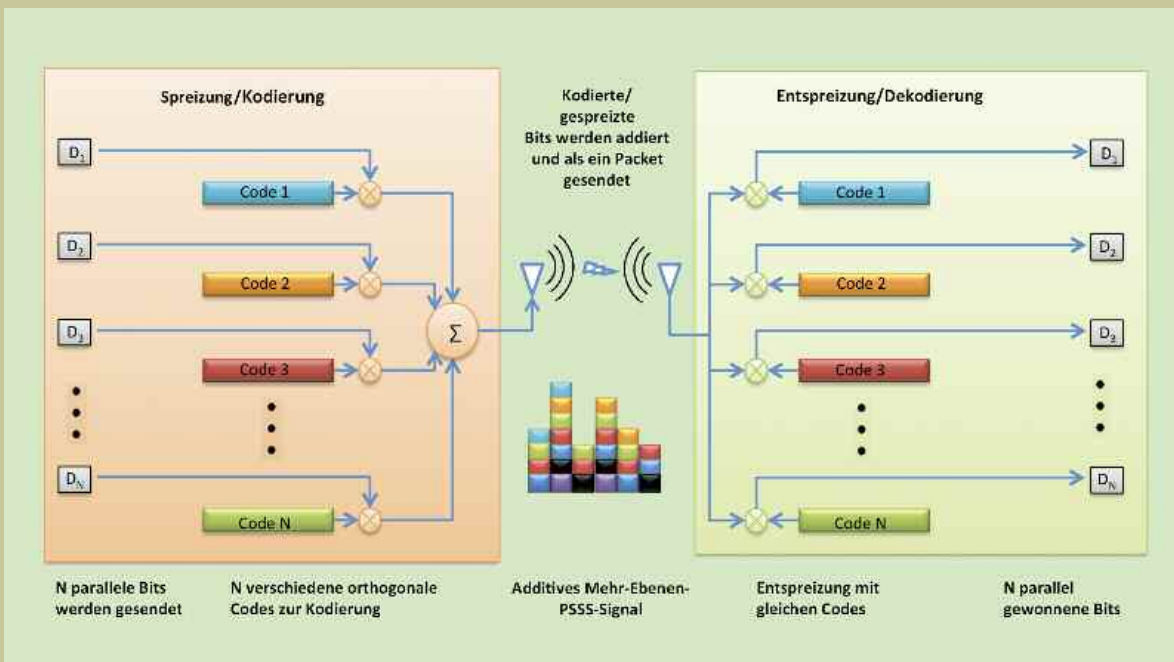 Spreizung/Kodierung
D1
Code 1
D2
Code 2
D3
Code 3
DN
Code N
Σ
Kodierte/
gespreizte
Bits werden addiert
und als ein Packet
gesendet
Entspreizung/Dekodierung
D1
Code 1
D2
Code 2
D3
Code 3
DN
Code N
N parallele Bits
werden gesendet
N verschiedene orthogonale
Codes zur Kodierung
Additives Mehr-Ebenen-
PSSS-Signal
Entspreizung mit
gleichen Codes
N parallel
gewonnene Bits